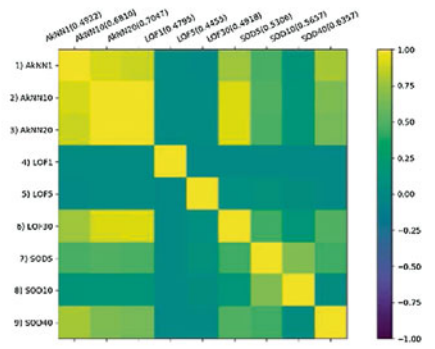 AkNN1(0.4922)
AkNN10(0.6810)
AkNN20(0.7047)
LOF1(0.4795)
LOF5(0.4455)
LOF30(0.4918)
SOD5(0.5306)
SOD10(0.5657)
SOD40(0.6357)
1) AkNN1
2) AkNN10
3) AkNN20
4) LOF1
5) LOF5
6) LOF30
7) SOD5
8) SOD10
9) SOD40
1.00
0.75
0.50
0.25
0.00
−0.25
−0.50
−0.75
−1.00